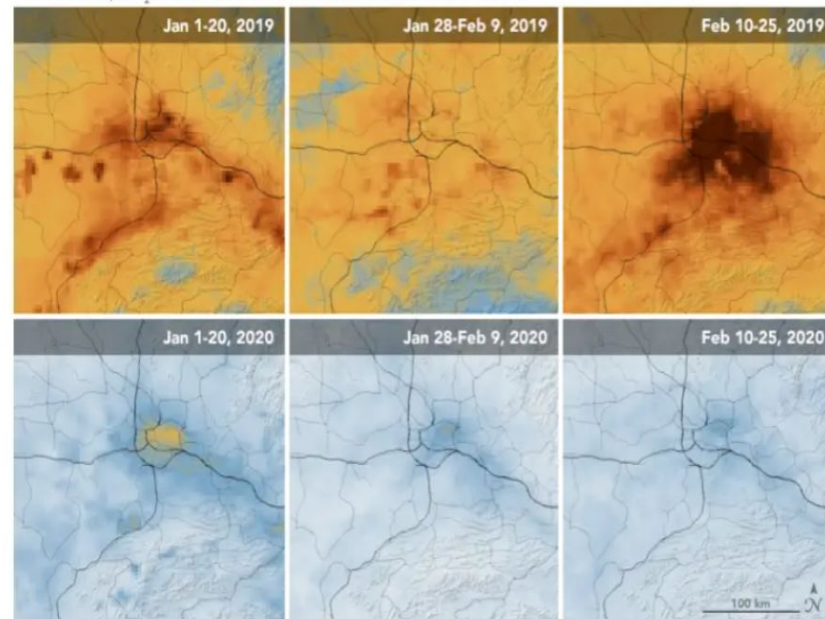 Jan 1-20, 2019
Jan 28-Feb 9, 2019
Feb 10-25, 2019
Jan 1-20, 2020
Jan 28-Feb 9, 2020
Feb 10-25, 2020
100 km
N